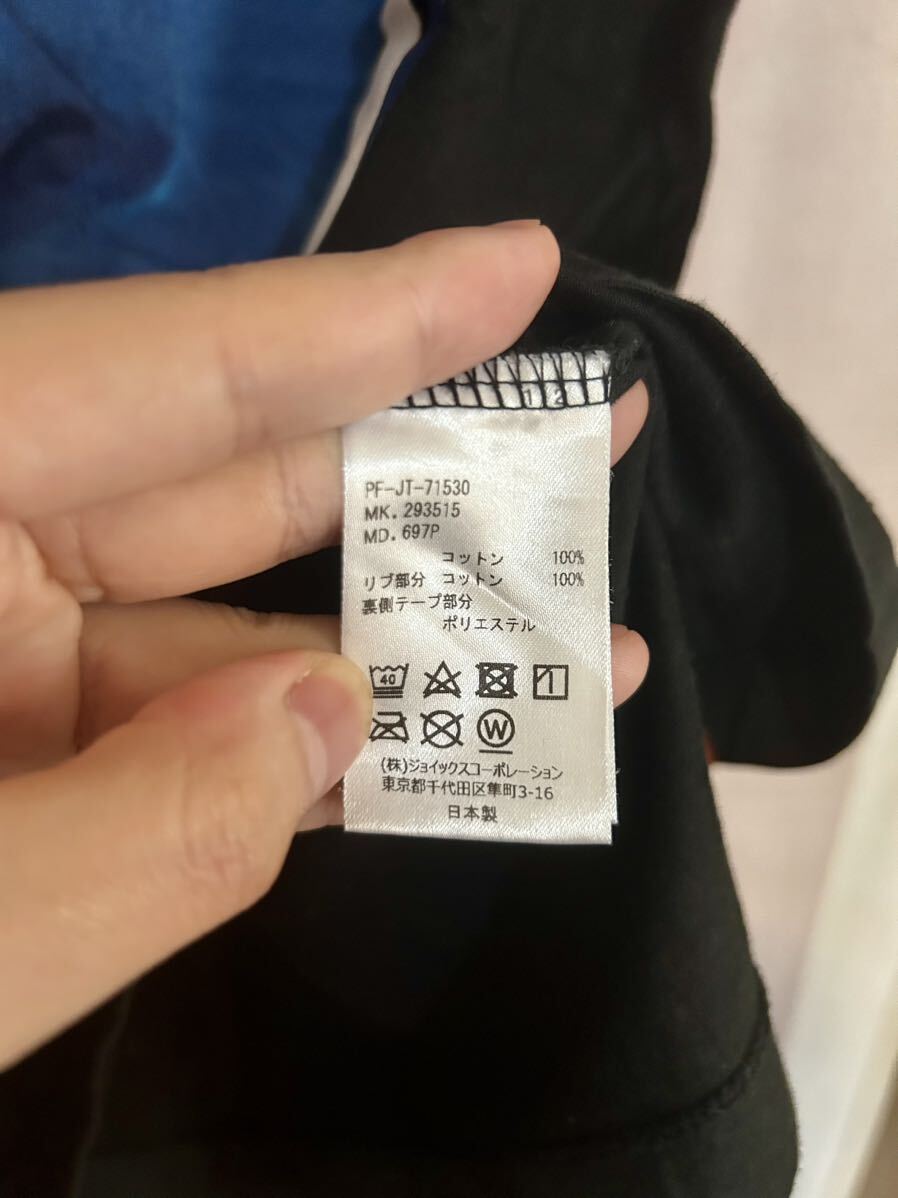 12
PF-JT-71530
MK. 293515
MD. 697P
コットン 100%
リブ部分 コットン 100%
裏側テープ部分
ポリエステル
40
W
(株)ジョイックスコーポレーション
東京都千代田区隼町3-16
日本製